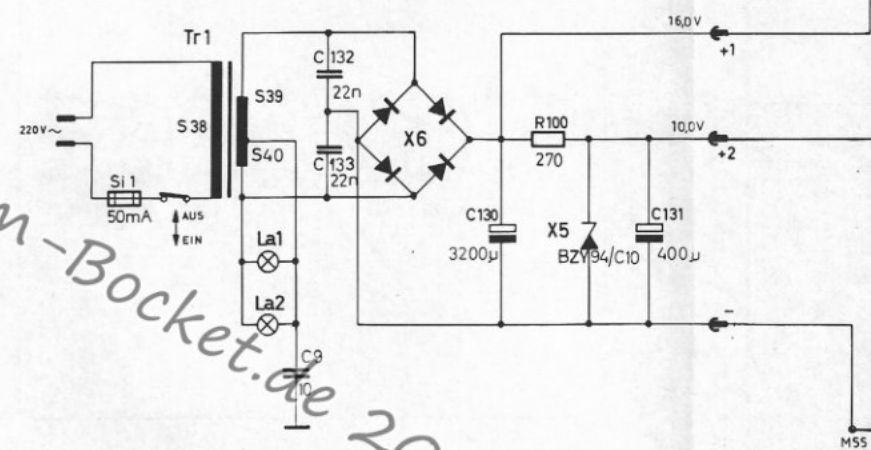 Tr 1
16,0V
+1
C 132
22n
S39
S 38
S40
X6
R100
270
10,0V
+2
220V~
C 133
22n
Si 1
50mA
AUS
EIN
C130
3200µ
X5
BZY94/C10
C131
400µ
La1
La2
-
C9
10
MSS
n-Bocket.de 20